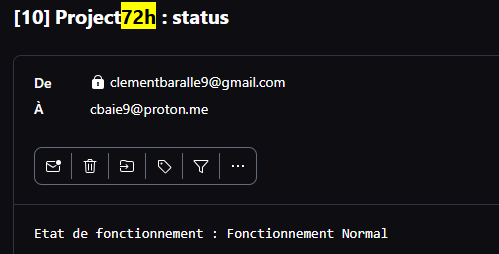 [10] Project72h : status
De clementbaralle9@gmail.com
À cbaie9@proton.me
Etat de fonctionnement : Fonctionnement Normal